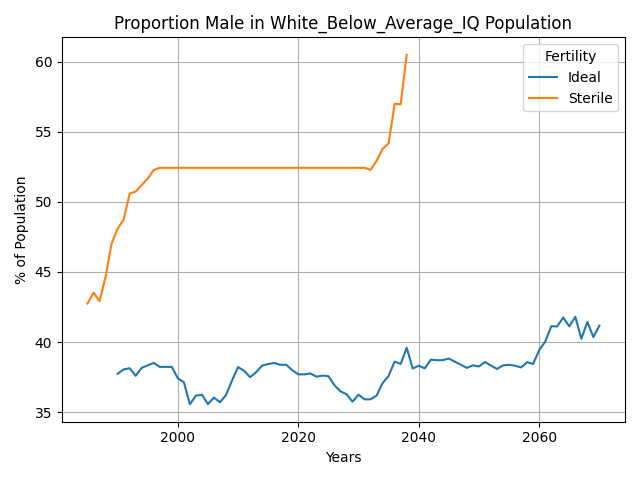 Proportion Male in White_Below_Average_IQ Population
Fertility
Ideal
Sterile
% of Population
60
55
50
45
40
35
2000
2020
2040
2060
Years